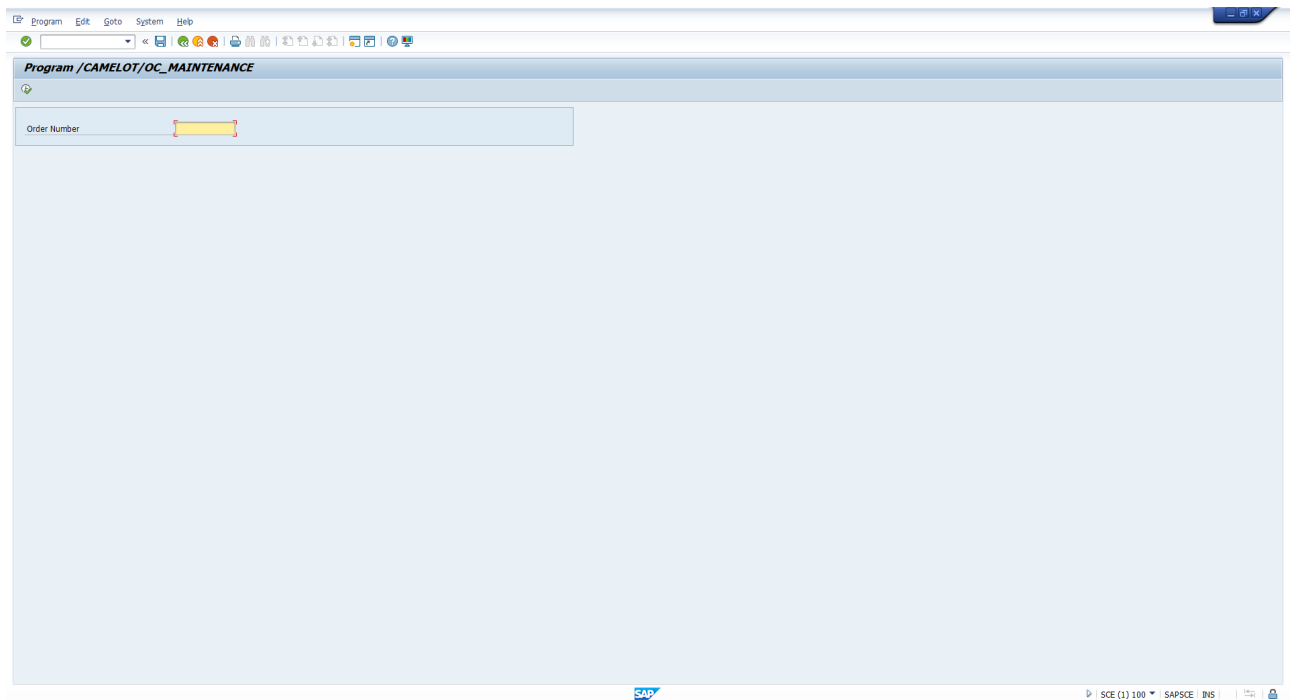 Program Edit Goto System Help
Program /CAMELOT/OC_MAINTENANCE
Order Number
SAP
SCE (1) 100 SAPSCE INS